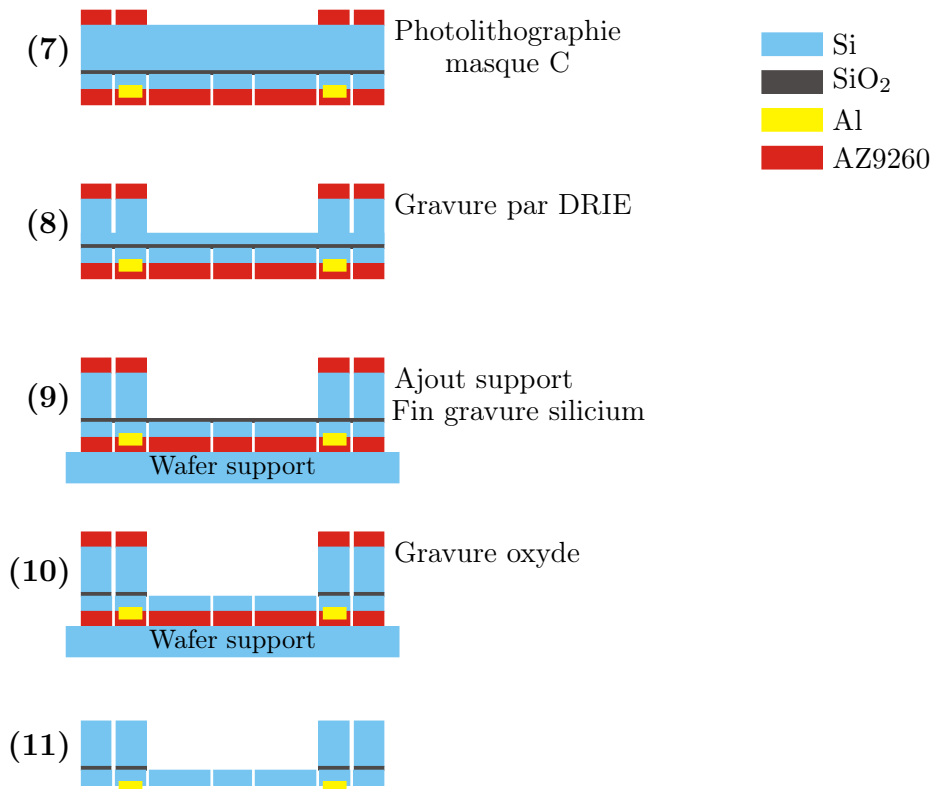 (7)
Photolithographie
masque C
Si
SiO₂
Al
AZ9260
(8)
Gravure par DRIE
(9)
Ajout support
Fin gravure silicium
Wafer support
(10)
Gravure oxyde
Wafer support
(11)